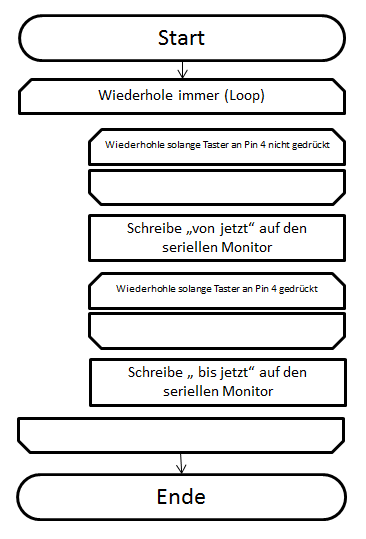 Start
Wiederhole immer (Loop)
Wiederhohle solange Taster an Pin 4 nicht gedrückt
Schreibe „von jetzt“ auf den
seriellen Monitor
Wiederhohle solange Taster an Pin 4 gedrückt
Schreibe „ bis jetzt“ auf den
seriellen Monitor
Ende